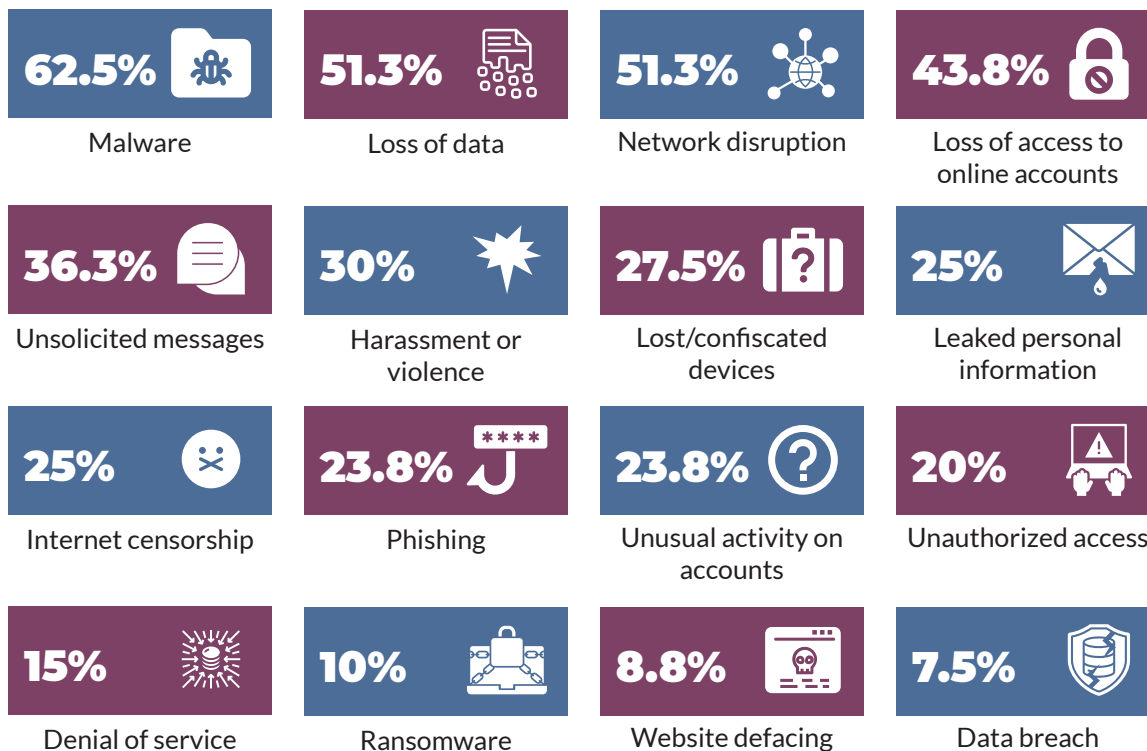 62.5%
51.3%
51.3%
43.8%
Malware
Loss of data
Network disruption
Loss of access to
online accounts
36.3%
30%
27.5%
25%
Unsolicited messages
Harassment or
violence
Lost/confiscated
devices
Leaked personal
information
25%
23.8%
****
23.8%
?
20%
!
Internet censorship
Phishing
Unusual activity on
accounts
Unauthorized access
15%
10%
8.8%
7.5%
Denial of service
Ransomware
Website defacing
Data breach